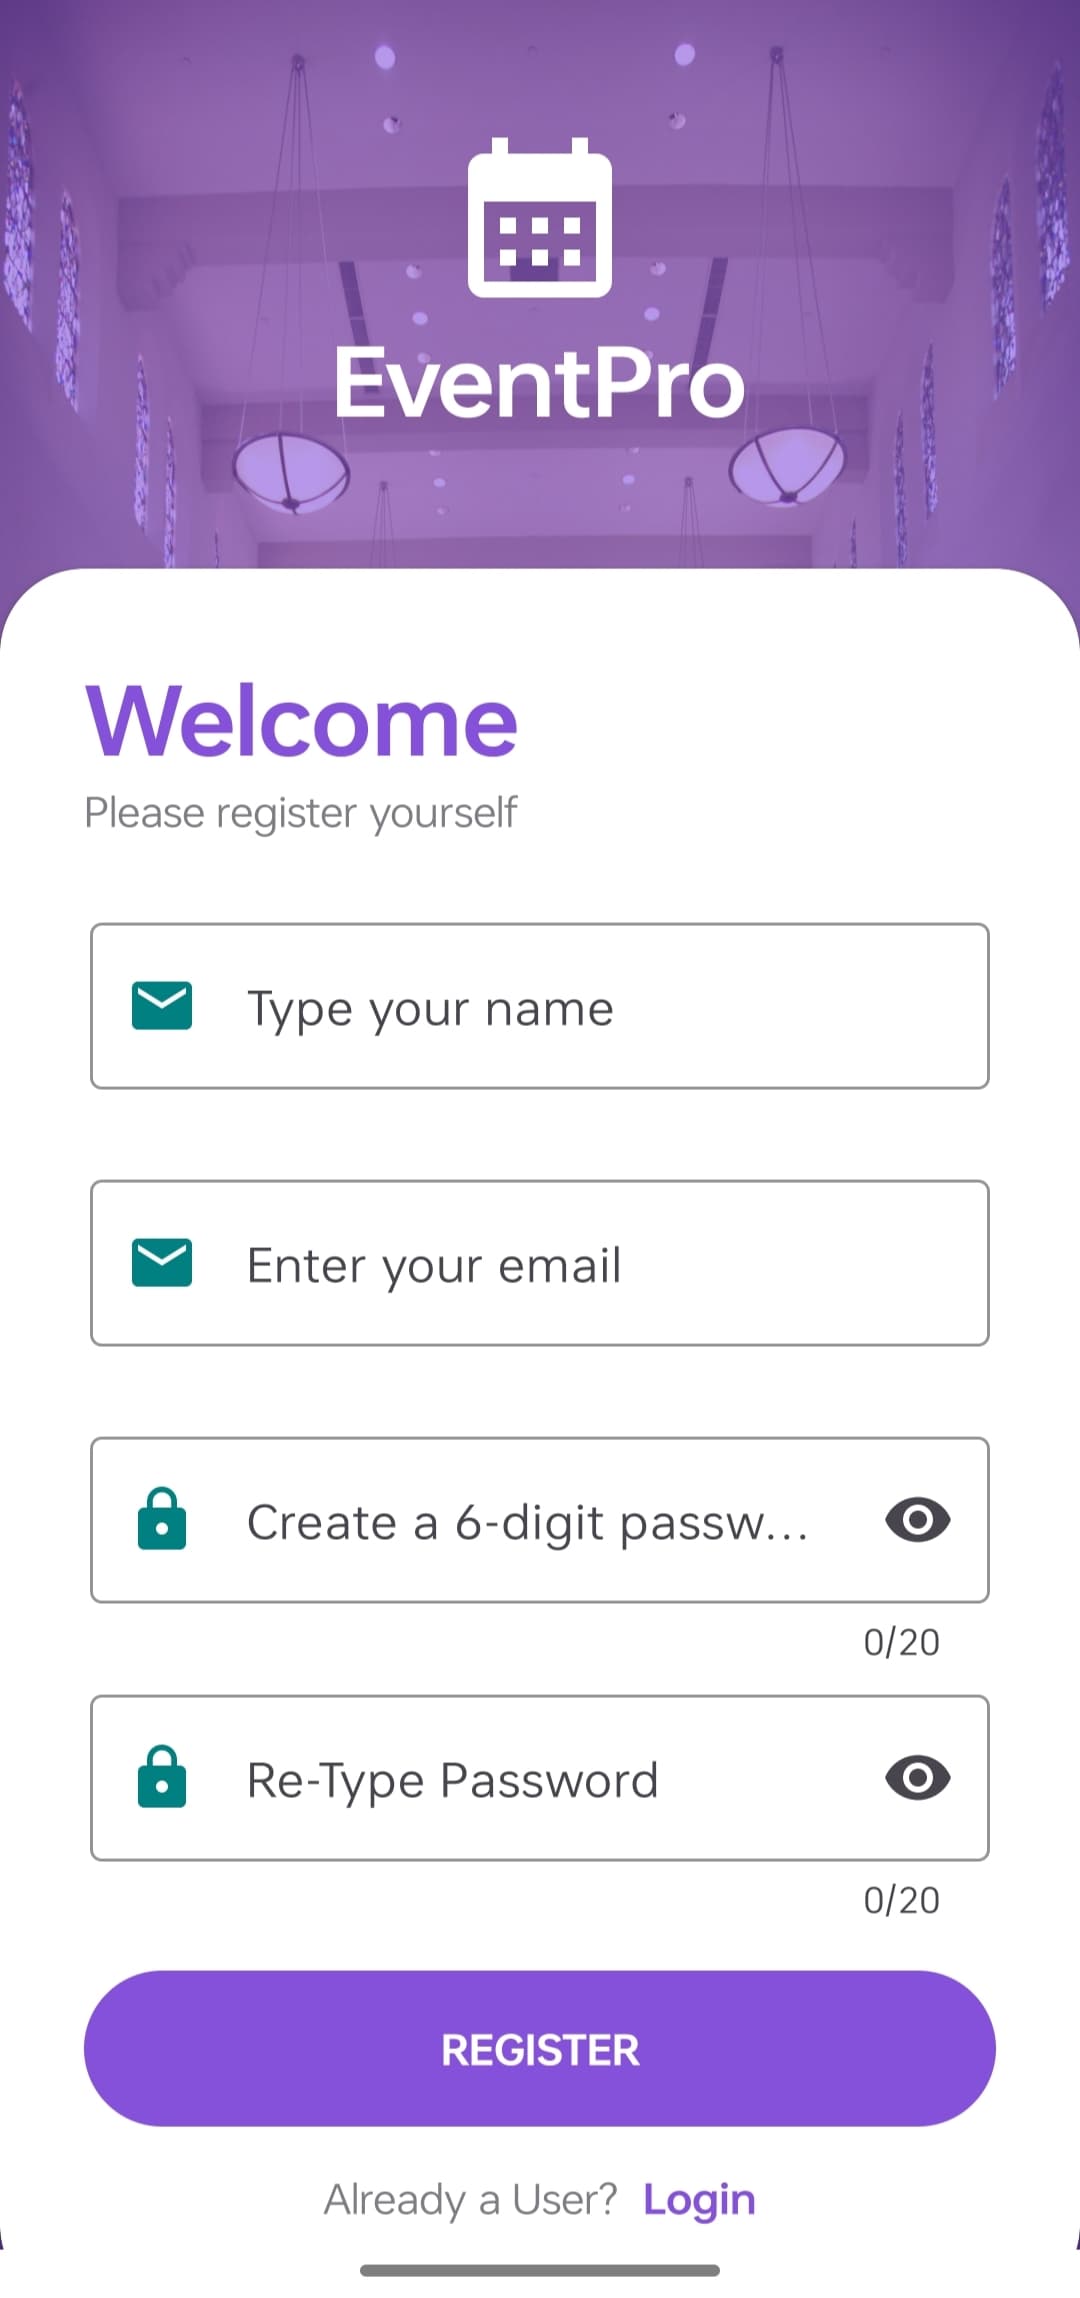 EventPro
Welcome
Please register yourself
Type your name
Enter your email
Create a 6-digit passw...
0/20
Re-Type Password
0/20
REGISTER
Already a User? Login